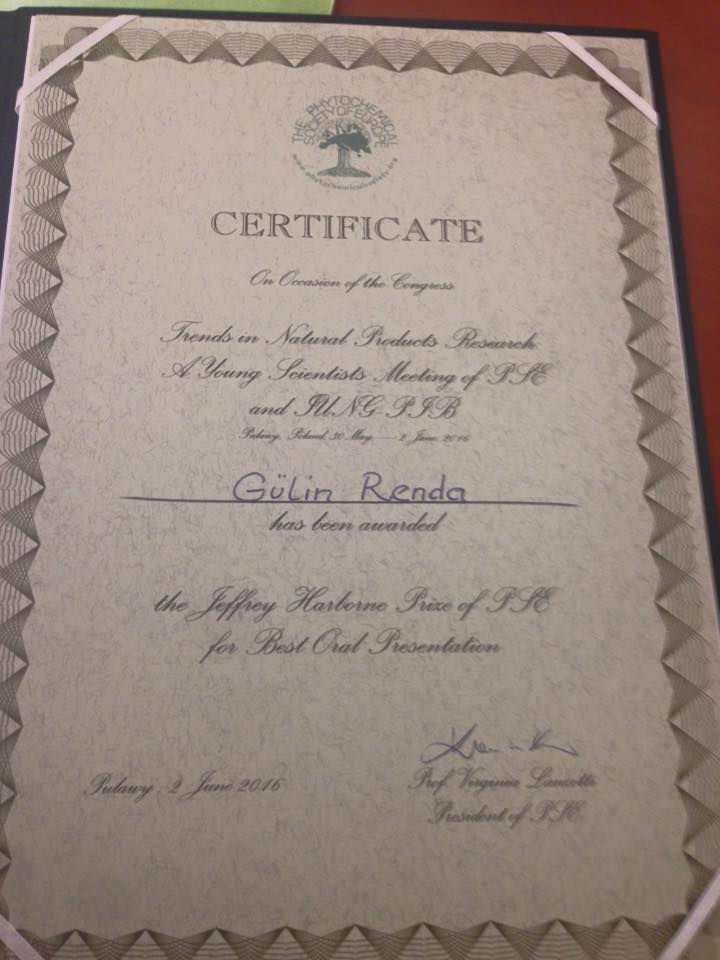 THE PHYTOCHEMICAL
SOCIETY OF EUROPE
CERTIFICATE
On Occasion of the Congress
Trends in Natural Products Research
A Young Scientists Meeting of PSE
and IUNG-PIB
Pulawy, Poland 30 May — 2 June 2016
Gülin Renda
has been awarded
the Jeffrey Harborne Prize of PSE
for Best Oral Presentation
Pulawy, 2 June 2016
Prof. Virginia Lanzotti
President of PSE